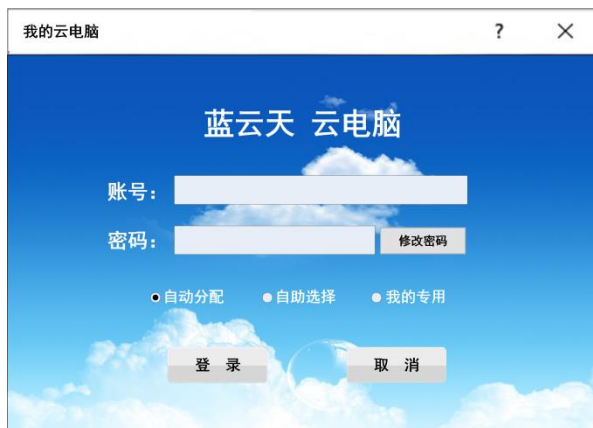 我的云电脑 ?
蓝云天 云电脑
账号：
密码： 修改密码
自动分配 自助选择 我的专用
登 录 取 消